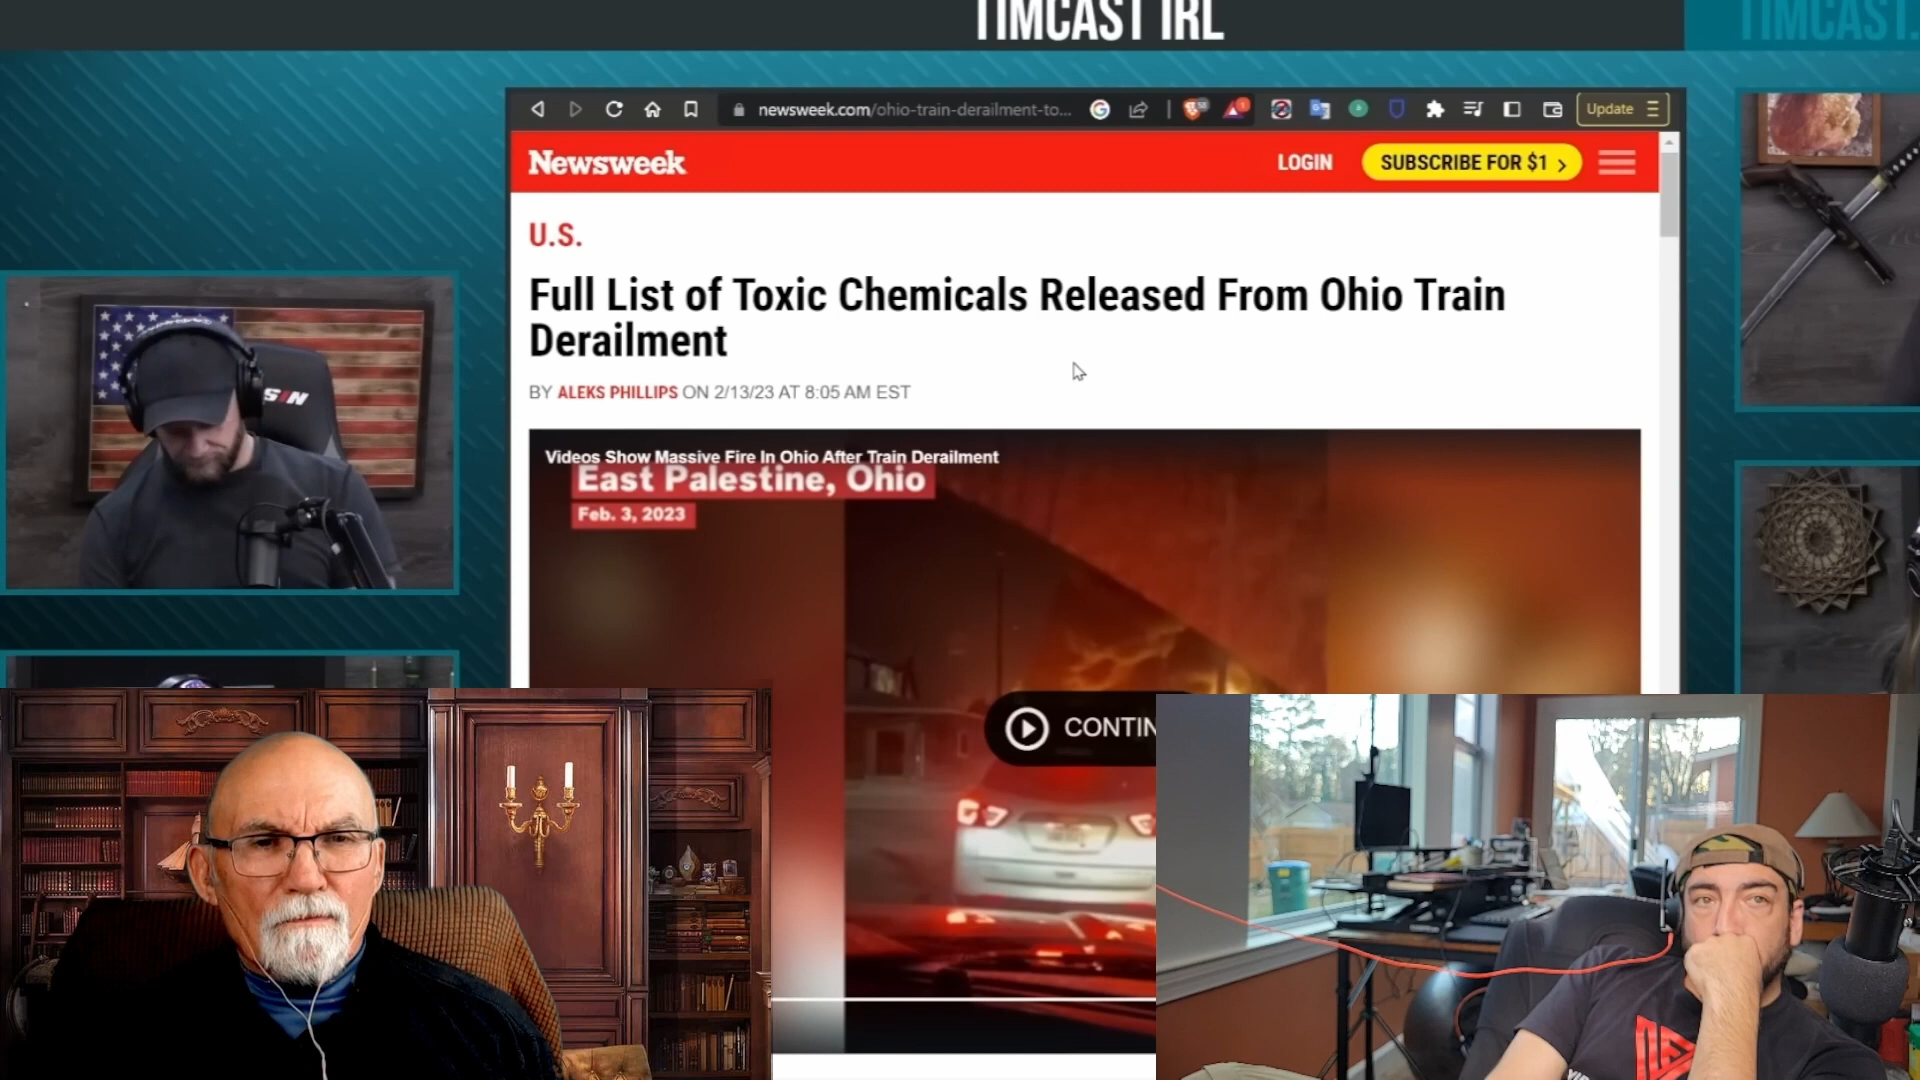 TIMCAST IRL
TIMCAST.
newsweek.com/ohio-train-derailment-to...
Update
Newsweek
LOGIN
SUBSCRIBE FOR $1
U.S.
Full List of Toxic Chemicals Released From Ohio Train
Derailment
BY ALEKS PHILLIPS ON 2/13/23 AT 8:05 AM EST
Videos Show Massive Fire In Ohio After Train Derailment
East Palestine, Ohio
Feb. 3, 2023
CONTIN